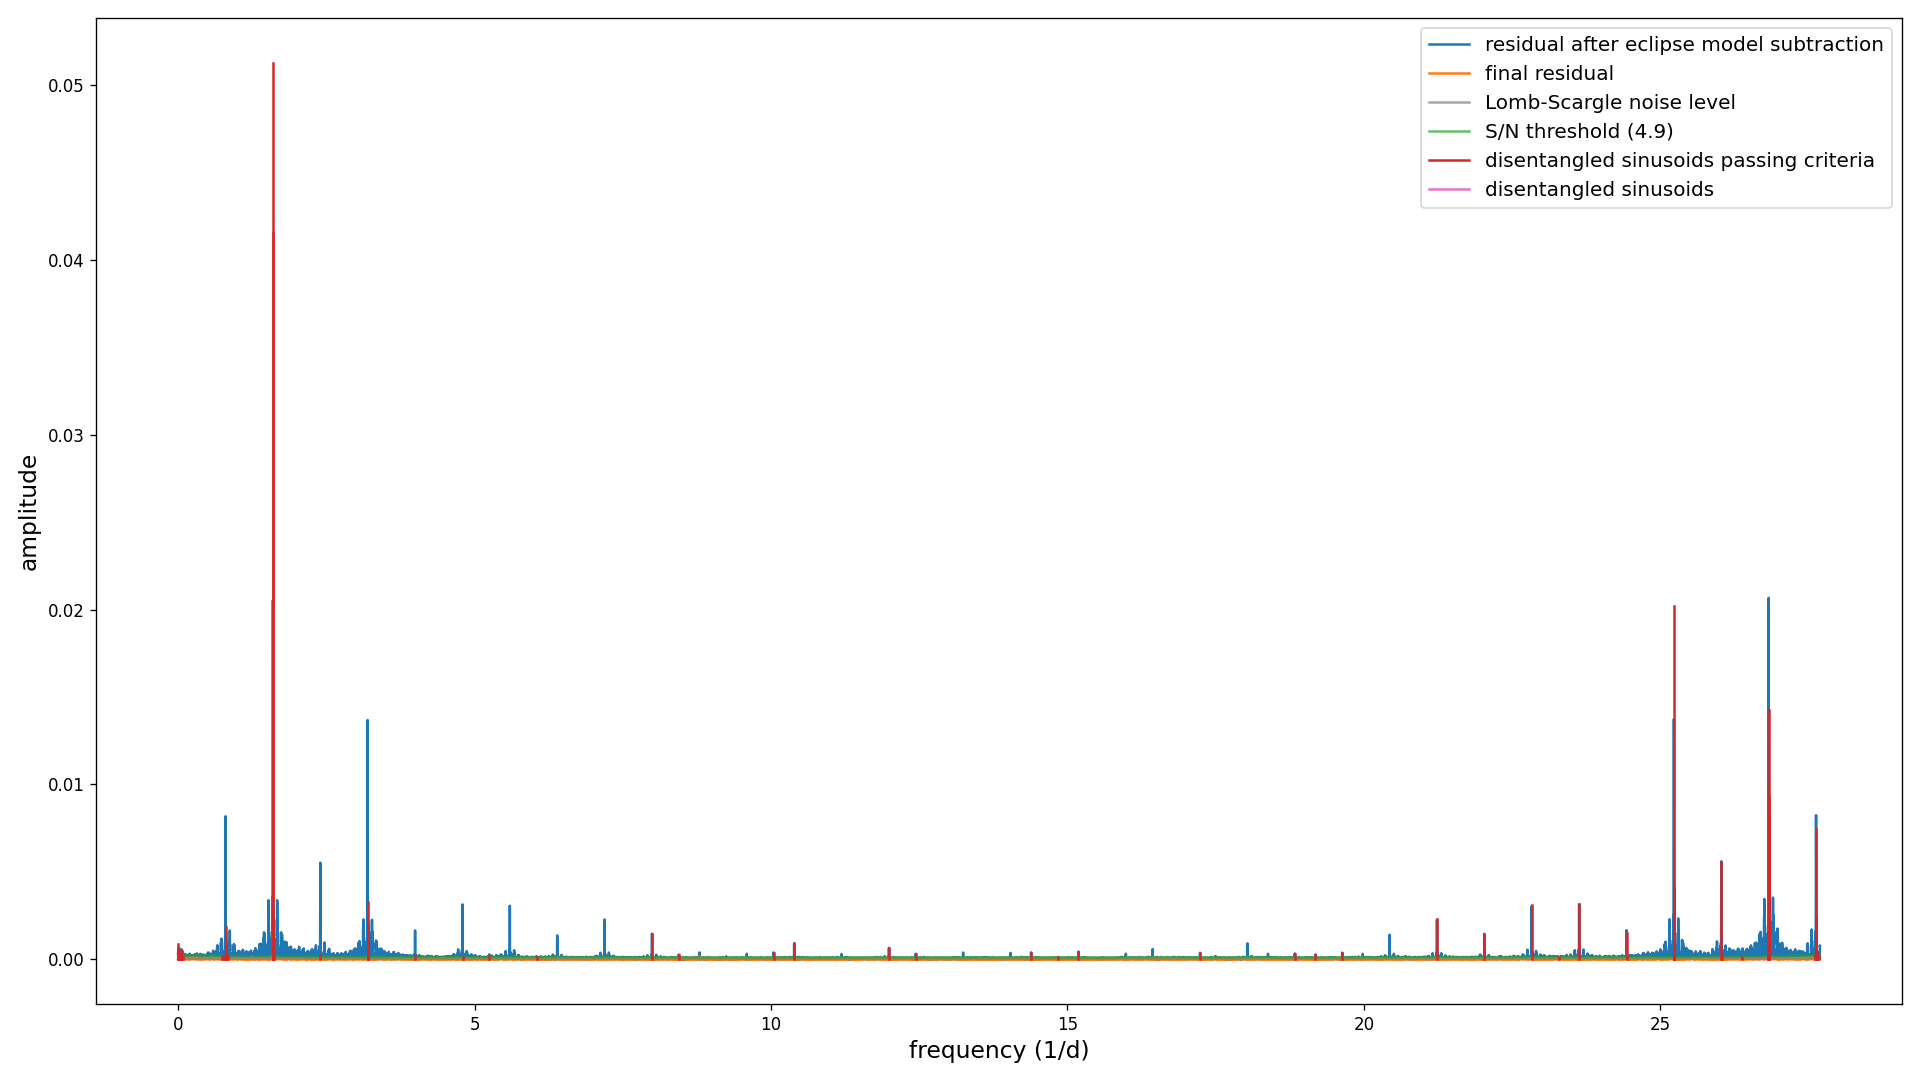 residual after eclipse model subtraction
final residual
Lomb-Scargle noise level
S/N threshold (4.9)
disentangled sinusoids passing criteria
disentangled sinusoids
0.05
0.04
0.03
0.02
0.01
0.00
amplitude
0 5 10 15 20 25
frequency (1/d)